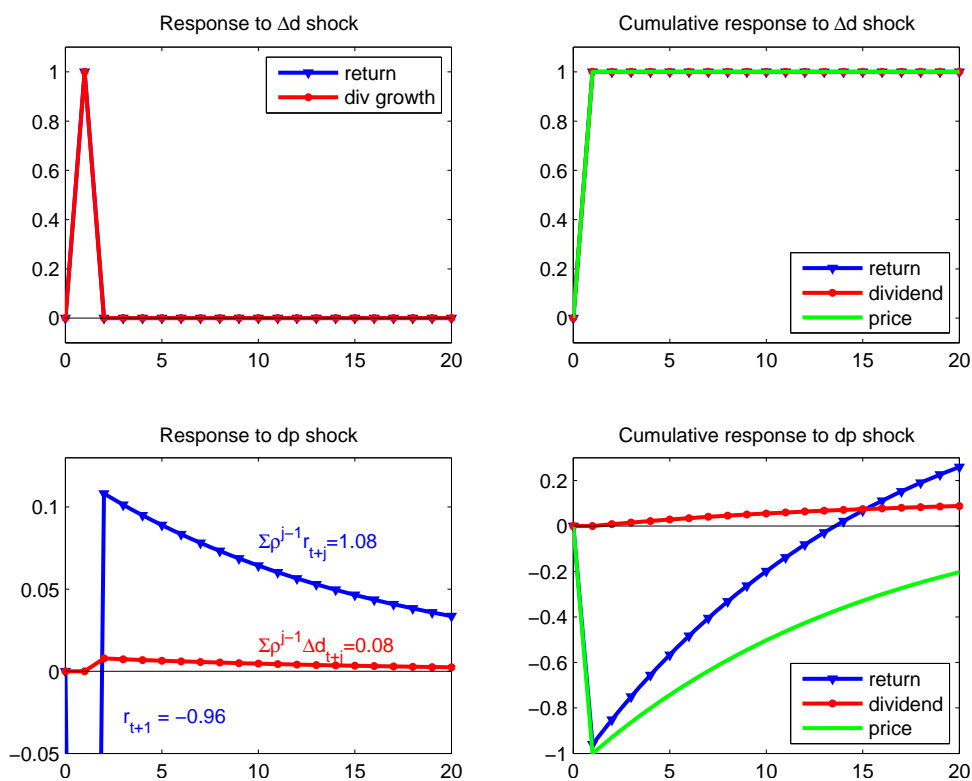 Response to Δd shock
1
0.8
0.6
0.4
0.2
0
0 5 10 15 20
return
div growth
Cumulative response to Δd shock
1
0.8
0.6
0.4
0.2
0
0 5 10 15 20
return
dividend
price
Response to dp shock
0.1
0.05
0
−0.05
0 5 10 15 20
Σρ^{j-1}r_{t+j}=1.08
Σρ^{j-1}Δd_{t+j}=0.08
r_{t+1} = −0.96
Cumulative response to dp shock
0.2
0
−0.2
−0.4
−0.6
−0.8
−1
0 5 10 15 20
return
dividend
price